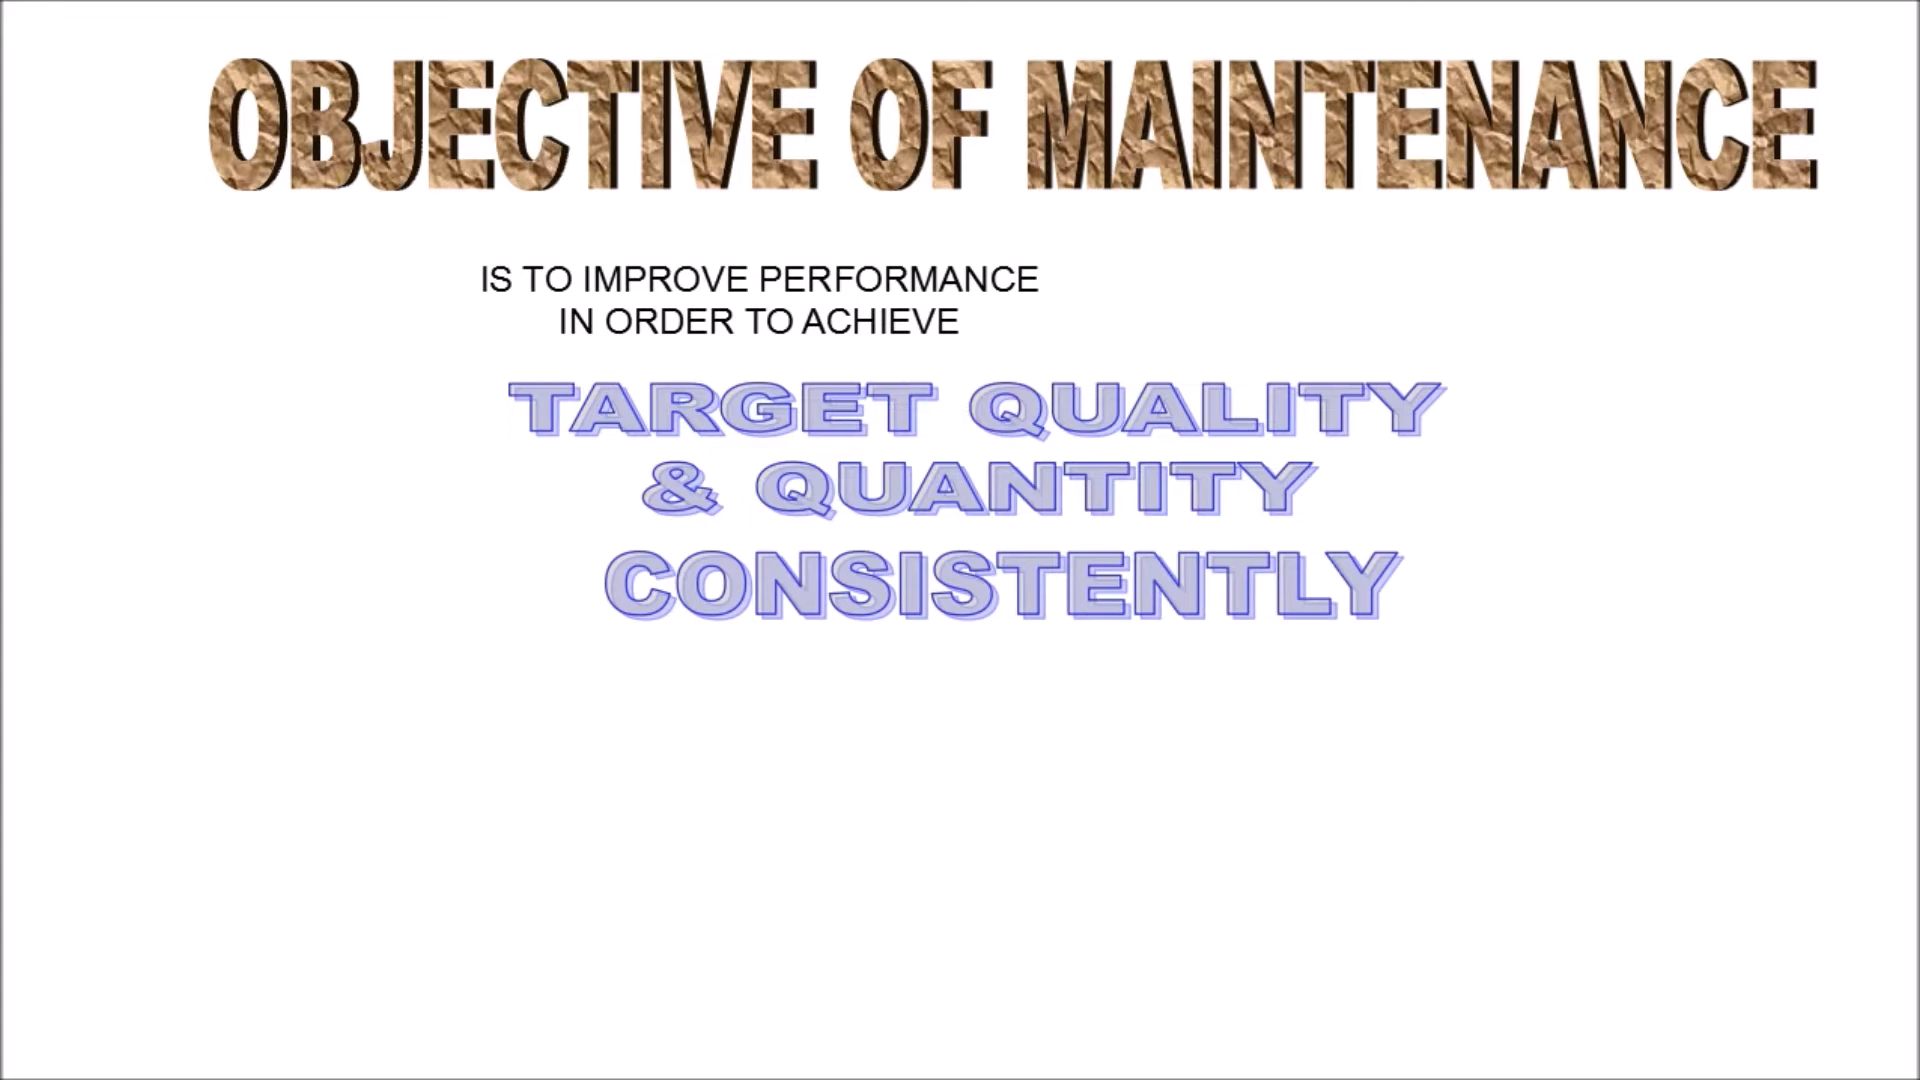 OBJECTIVE OF MAINTENANCE
IS TO IMPROVE PERFORMANCE
IN ORDER TO ACHIEVE
TARGET QUALITY
& QUANTITY
CONSISTENTLY